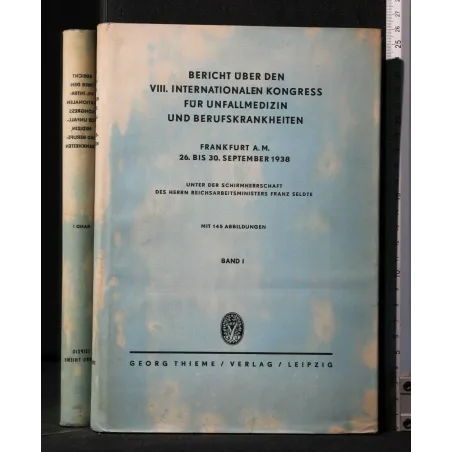 BERICHT ÜBER DEN
VIII. INTERNATIONALEN KONGRESS
FÜR UNFALLMEDIZIN
UND BERUFSKRANKHEITEN
FRANKFURT A. M.
26. BIS 30. SEPTEMBER 1938
UNTER DER SCHIRMHERRSCHAFT
DES HERRN REICHSARBEITSMINISTERS FRANZ SELDTE
MIT 145 ABBILDUNGEN
BAND I
GEORG THIEME / VERLAG / LEIPZIG